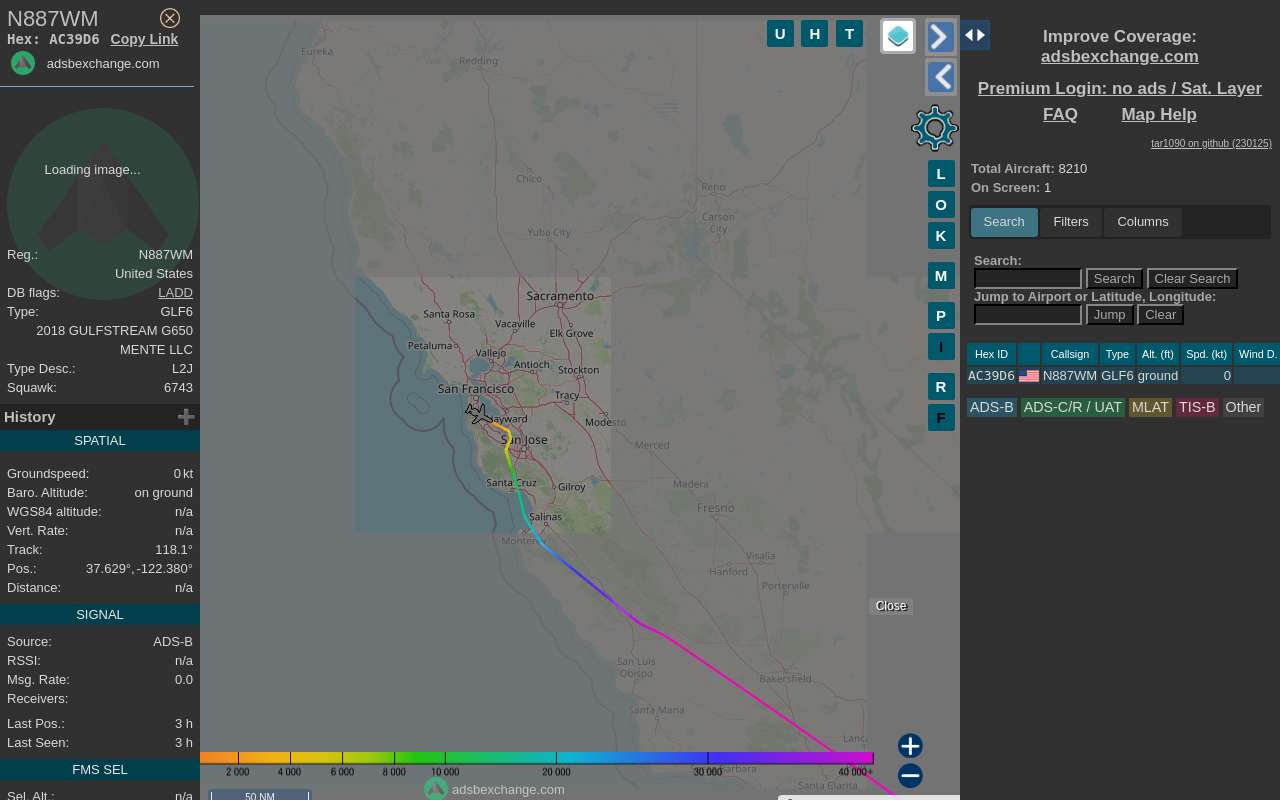 N887WM
Hex: AC39D6 Copy Link
adsbexchange.com
Loading image...
Reg.: N887WM
United States
DB flags: LADD
Type: GLF6
2018 GULFSTREAM G650
MENTE LLC
Type Desc.: L2J
Squawk: 6743
History
SPATIAL
Groundspeed: 0 kt
Baro. Altitude: on ground
WGS84 altitude: n/a
Vert. Rate: n/a
Track: 118.1°
Pos.: 37.629°, -122.380°
Distance: n/a
SIGNAL
Source: ADS-B
RSSI: n/a
Msg. Rate: 0.0
Receivers:
Last Pos.: 3 h
Last Seen: 3 h
FMS SEL
Sel. Alt.: n/a
U H T
L
O
K
M
P
I
R
F
Eureka
Redding
Chico
Reno
Carson
City
Yuba City
Sacramento
Santa Rosa
Vacaville
Elk Grove
Petaluma
Vallejo
Antioch
Stockton
San Francisco
Tracy
Hayward
Modesto
San Jose
Merced
Santa Cruz
Gilroy
Madera
Fresno
Salinas
Monterey
Visalia
Hanford
Porterville
San Luis
Obispo
Bakersfield
Santa Maria
Barbara
Santa Clarita
Close
2 000 4 000 6 000 8 000 10 000 20 000 30 000 40 000+
adsbexchange.com
50 NM
Improve Coverage:
adsbexchange.com
Premium Login: no ads / Sat. Layer
FAQ Map Help
tar1090 on github (230125)
Total Aircraft: 8210
On Screen: 1
Search Filters Columns
Search:
Search Clear Search
Jump to Airport or Latitude, Longitude:
Jump Clear
Hex ID Callsign Type Alt. (ft) Spd. (kt) Wind D.
AC39D6 N887WM GLF6 ground 0
ADS-B ADS-C/R / UAT MLAT TIS-B Other